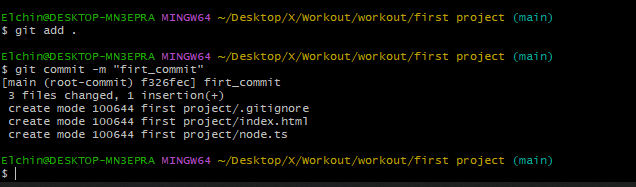 Elchin@DESKTOP-MN3EPRA MINGW64 ~/Desktop/X/Workout/workout/first project (main)
$ git add .
Elchin@DESKTOP-MN3EPRA MINGW64 ~/Desktop/X/Workout/workout/first project (main)
$ git commit -m "firt_commit"
[main (root-commit) f326fec] firt_commit
 3 files changed, 1 insertion(+)
 create mode 100644 first project/.gitignore
 create mode 100644 first project/index.html
 create mode 100644 first project/node.ts
Elchin@DESKTOP-MN3EPRA MINGW64 ~/Desktop/X/Workout/workout/first project (main)
$